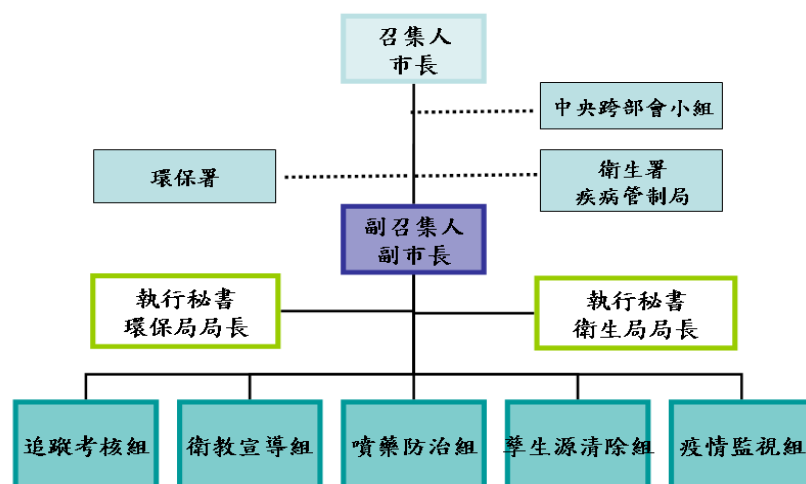 召集人
市長
中央跨部會小組
環保署
衛生署
疾病管制局
副召集人
副市長
執行秘書
環保局局長
執行秘書
衛生局局長
追蹤考核組
衛教宣導組
噴藥防治組
孳生源清除組
疫情監視組